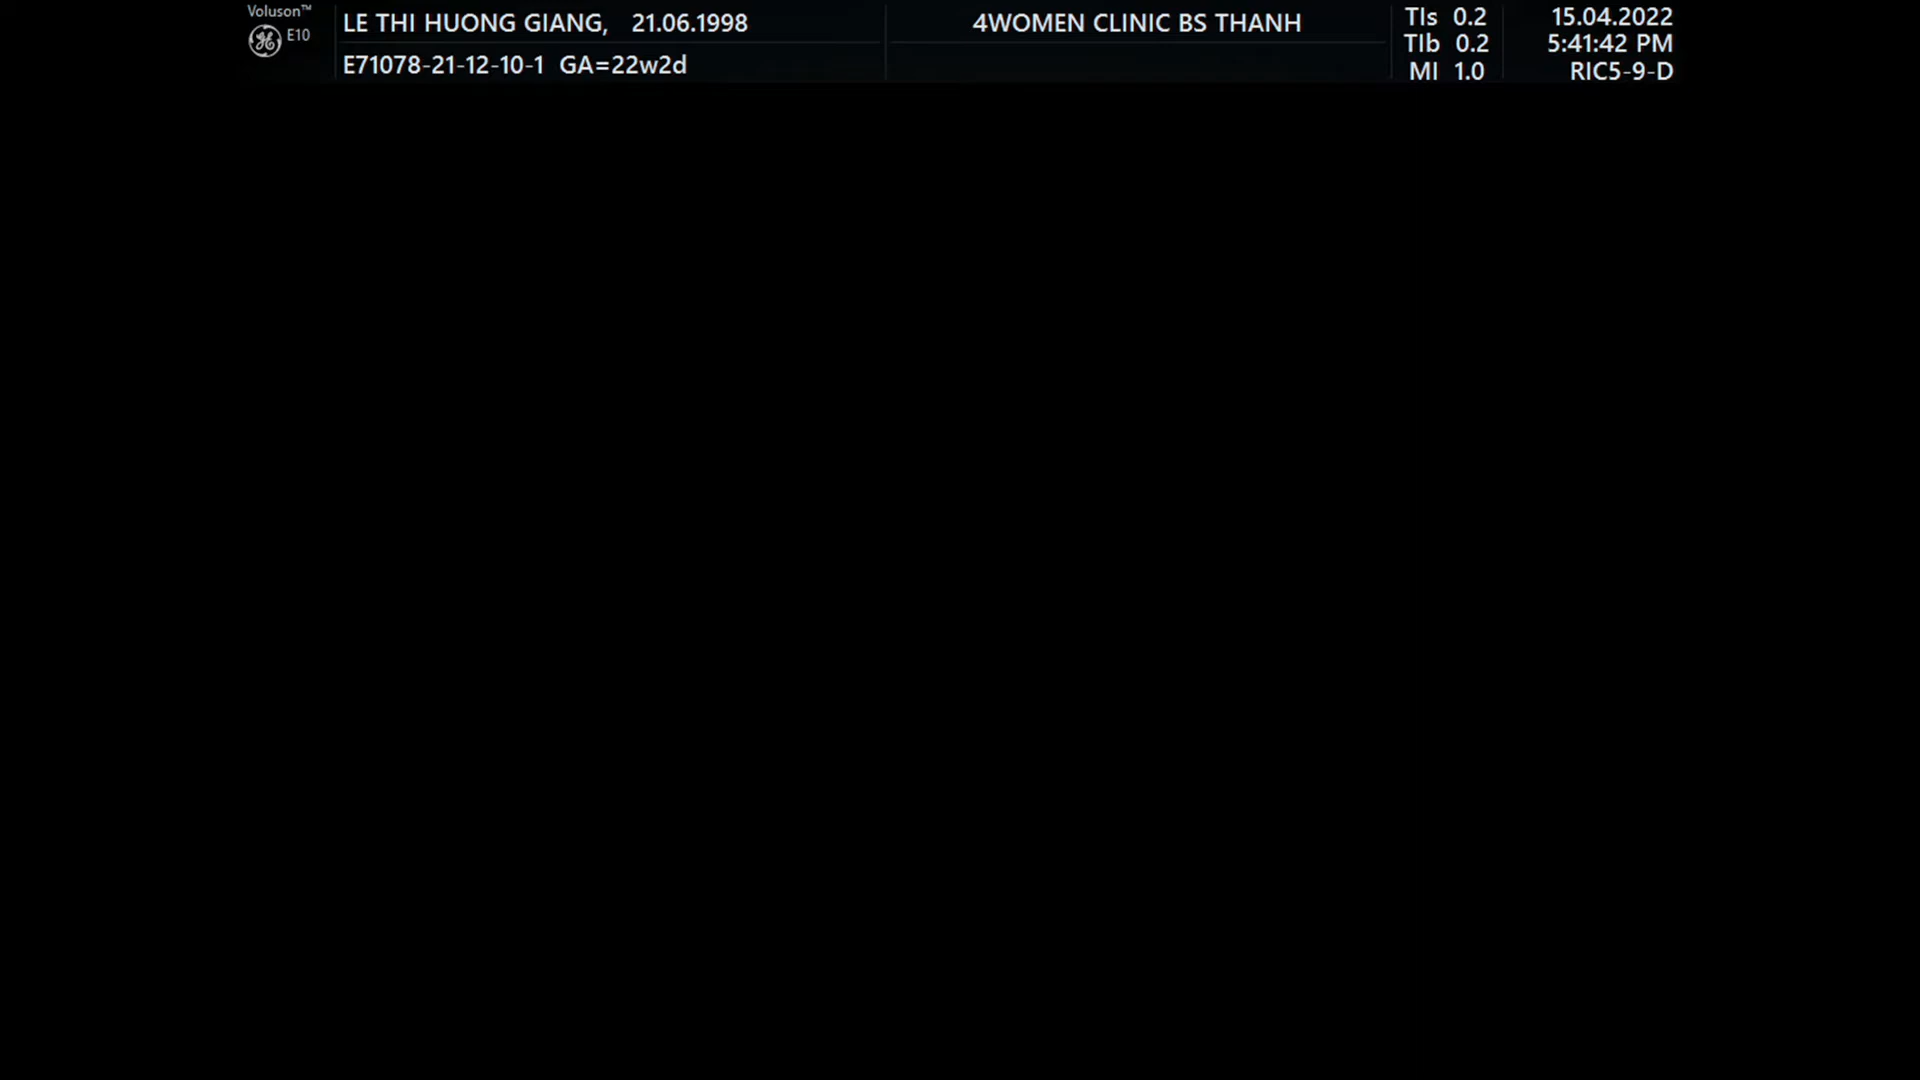 Voluson™
E10
LE THI HUONG GIANG, 21.06.1998
E71078-21-12-10-1 GA=22w2d
4WOMEN CLINIC BS THANH
TIs 0.2
TIb 0.2
MI 1.0
15.04.2022
5:41:42 PM
RIC5-9-D